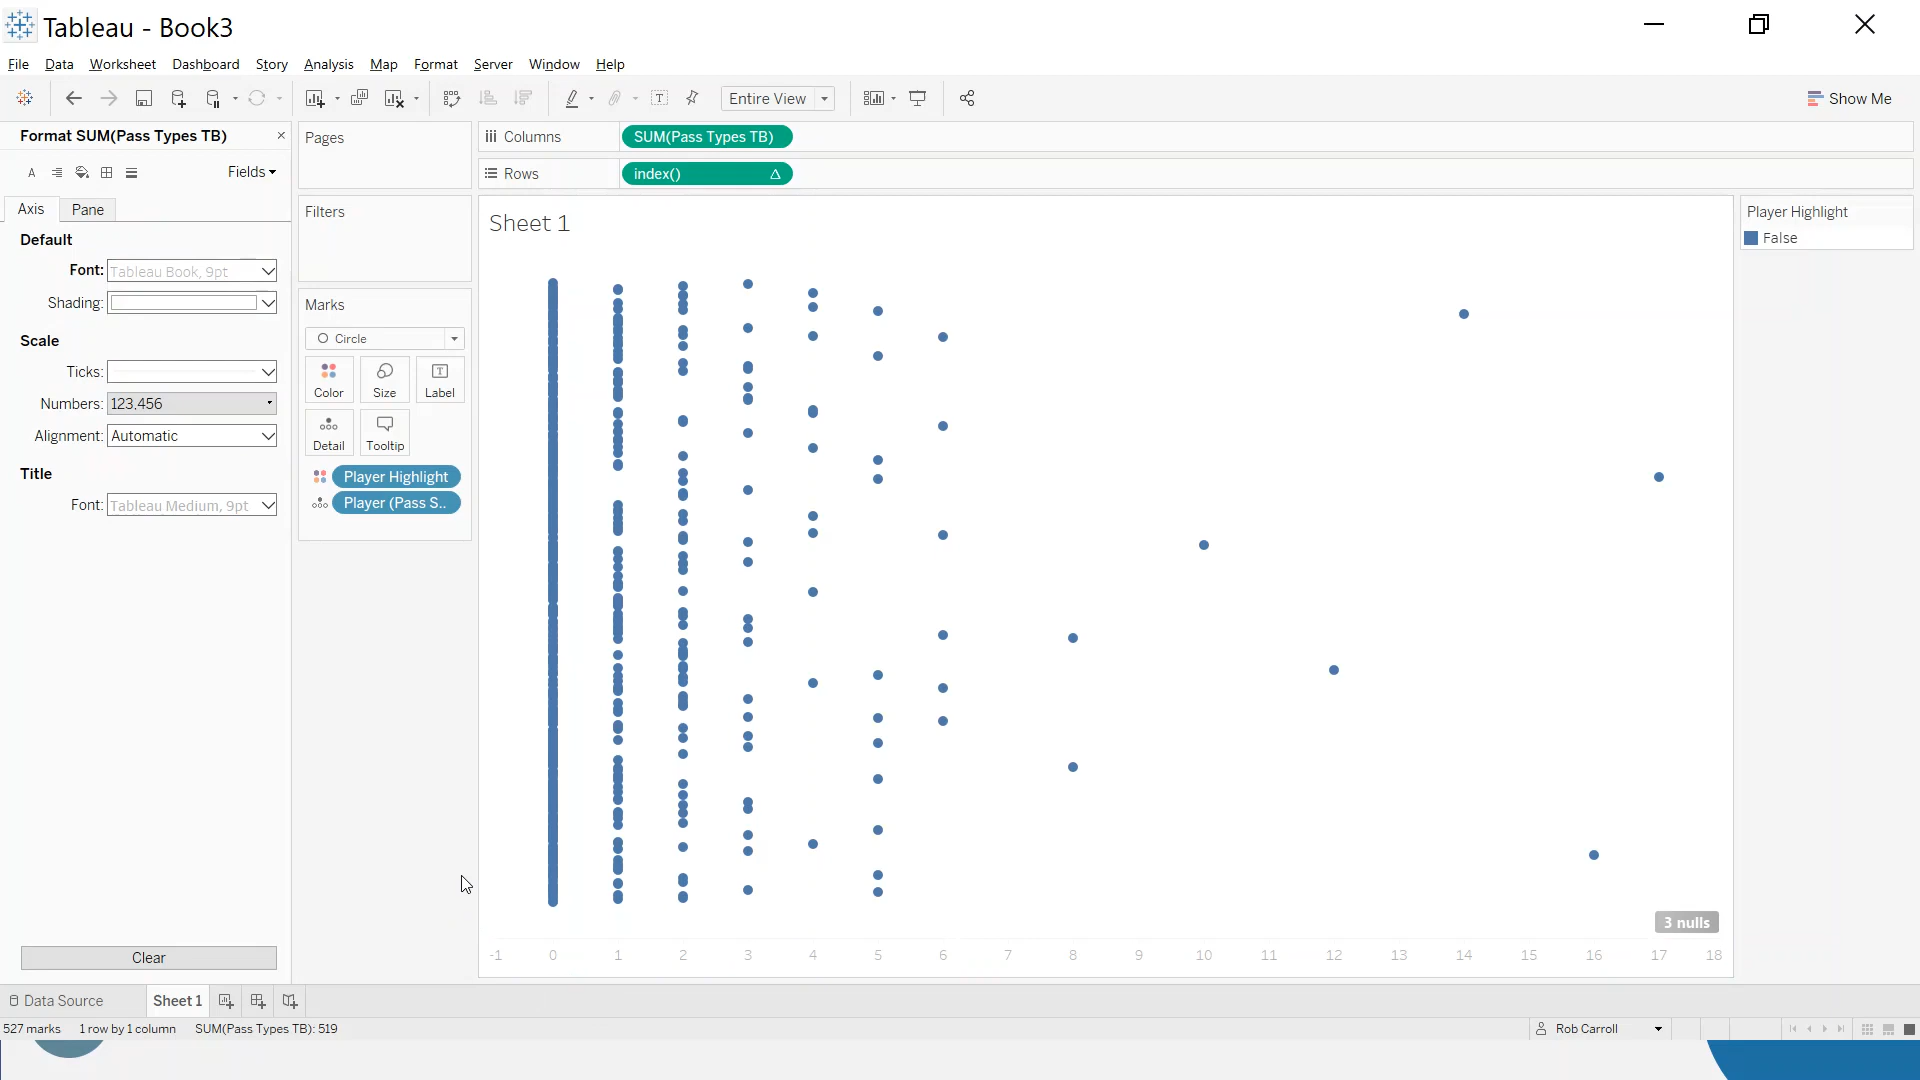 Tableau - Book3
File Data Worksheet Dashboard Story Analysis Map Format Server Window Help
Entire View
Show Me
Format SUM(Pass Types TB)
Fields
Axis
Pane
Default
Font: Tableau Book, 9pt
Shading:
Scale
Ticks:
Numbers: 123,456
Alignment: Automatic
Title
Font: Tableau Medium, 9pt
Clear
Pages
Filters
Marks
Circle
Color
Size
Label
Detail
Tooltip
Player Highlight
Player (Pass S..
Columns
SUM(Pass Types TB)
Rows
index()
Sheet 1
3 nulls
-1 0 1 2 3 4 5 6 7 8 9 10 11 12 13 14 15 16 17 18
Player Highlight
False
Data Source
Sheet 1
527 marks 1 row by 1 column SUM(Pass Types TB): 519
Rob Carroll